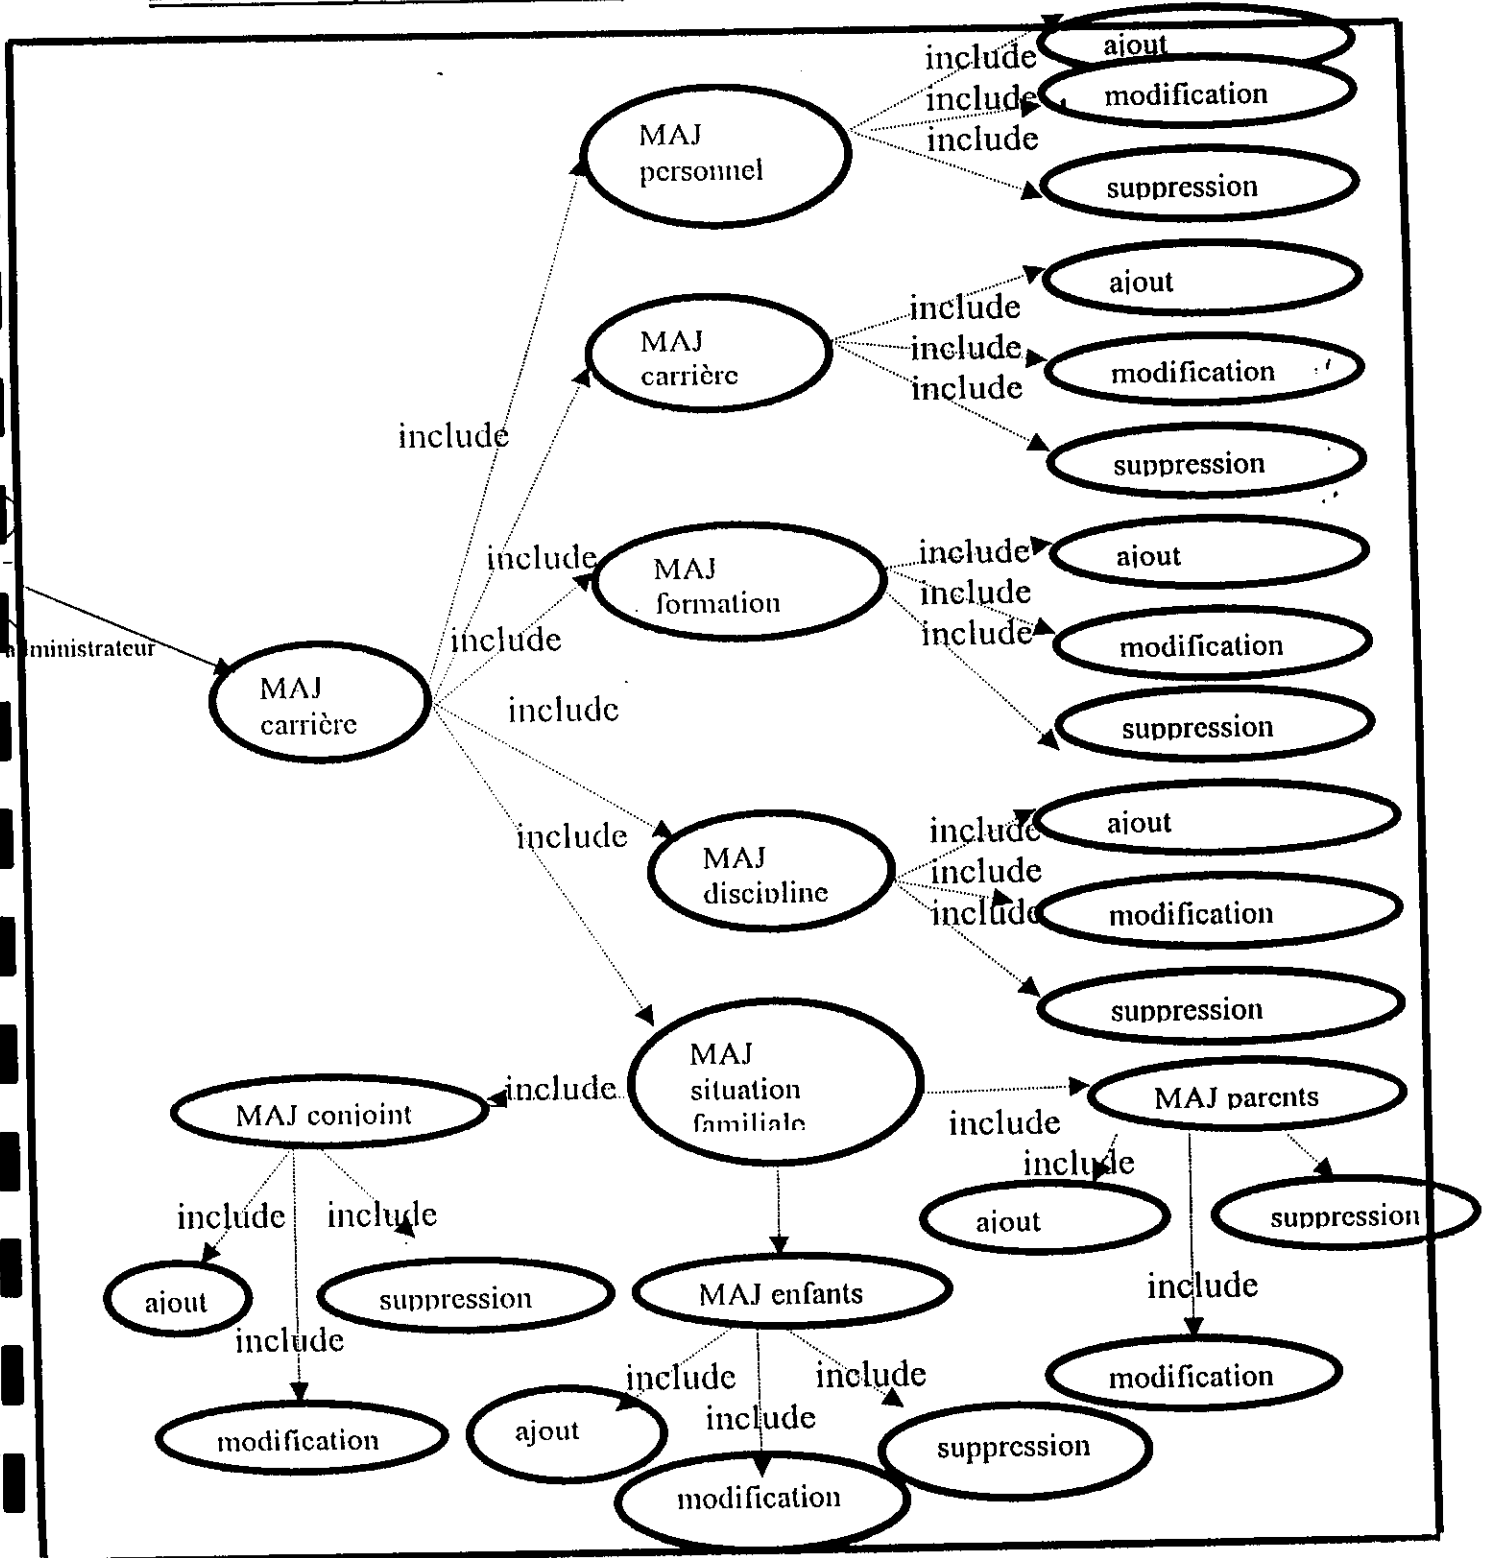 include
ajout
include
modification
include
MAJ
personnel
suppression
ajout
include
MAJ
carrière
include
modification
include
include
suppression
include
MAJ
formation
include
ajout
include
include
include
modification
administrateur
MAJ
carrière
include
suppression
include
include
ajout
MAJ
discipline
include
modification
include
suppression
MAJ
situation
familiale
include
MAJ parents
MAJ conjoint
include
include
include
include
ajout
suppression
ajout
suppression
MAJ enfants
include
include
include
include
modification
include
modification
ajout
suppression
modification